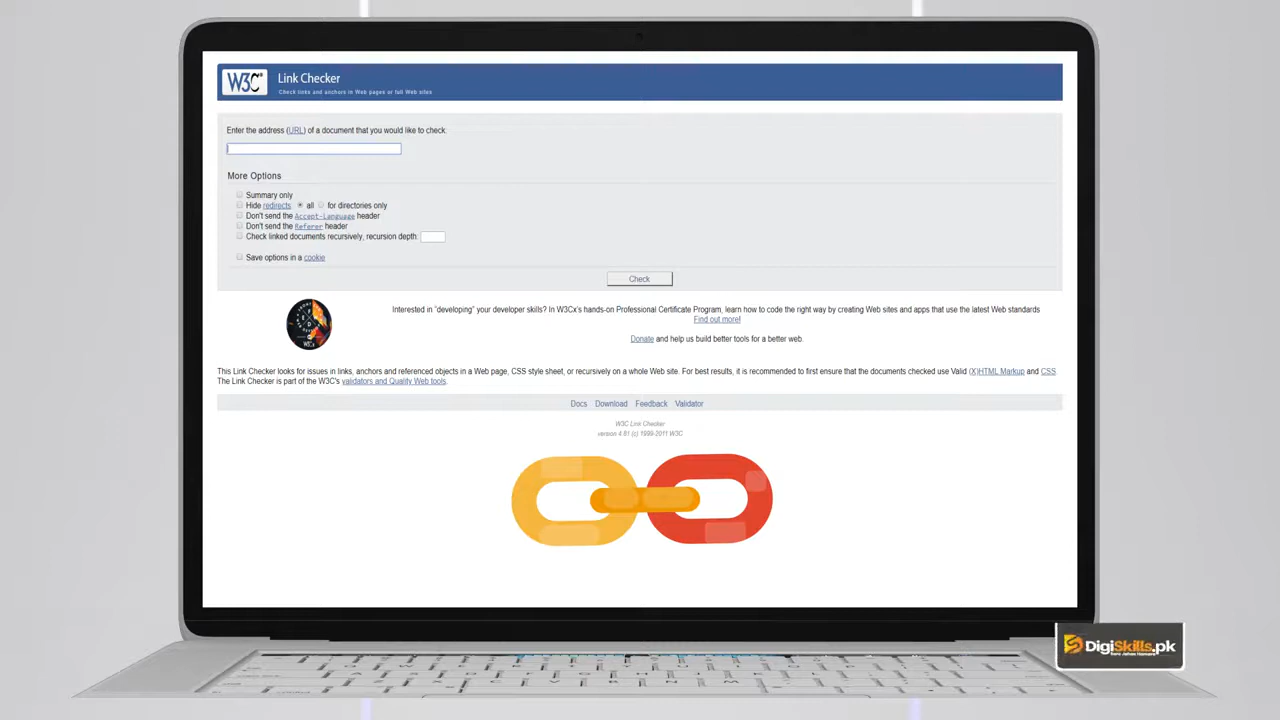 W3C Link Checker
Check links and anchors in Web pages or full Web sites
Enter the address (URL) of a document that you would like to check:
More Options
Summary only
Hide redirects all for directories only
Don't send the Accept-Language header
Don't send the Referer header
Check linked documents recursively, recursion depth:
Save options in a cookie
Check
Interested in "developing" your developer skills? In W3Cx's hands-on Professional Certificate Program, learn how to code the right way by creating Web sites and apps that use the latest Web standards
Find out more!
Donate and help us build better tools for a better web.
This Link Checker looks for issues in links, anchors and referenced objects in a Web page, CSS style sheet, or recursively on a whole Web site. For best results, it is recommended to first ensure that the documents checked use Valid (X)HTML Markup and CSS
The Link Checker is part of the W3C's validators and Quality Web tools.
Docs Download Feedback Validator
W3C Link Checker
version 4.81 (c) 1999-2011 W3C
DigiSkills.pk